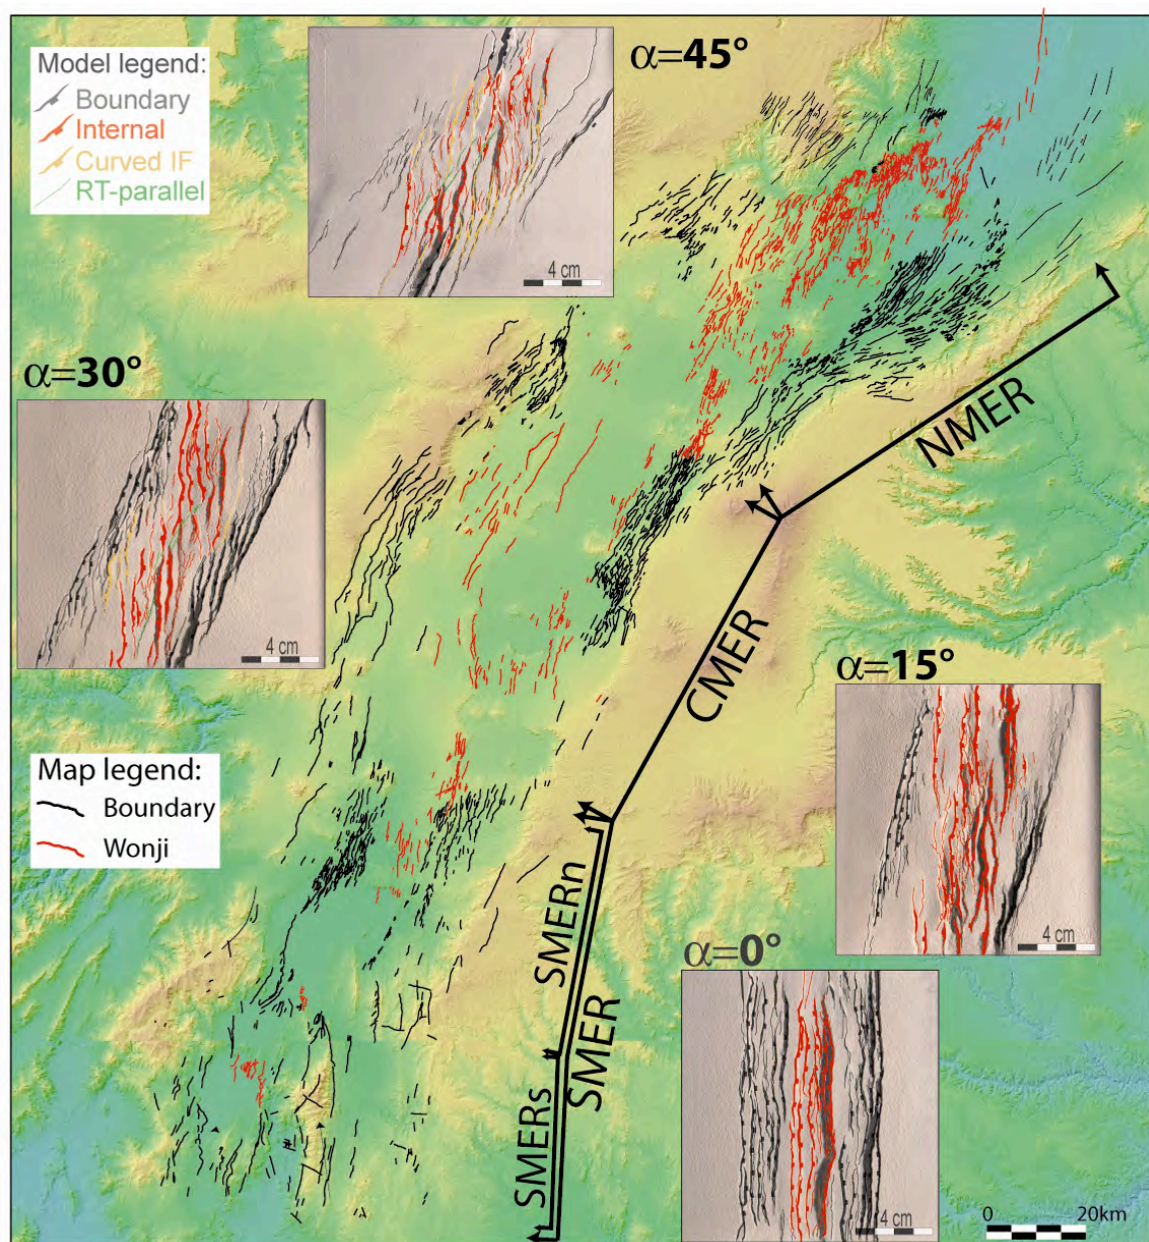 Model legend:
Boundary
Internal
Curved IF
RT-parallel
α=45°
4 cm
α=30°
4 cm
NMER
CMER
α=15°
4 cm
Map legend:
Boundary
Wonji
SMERn
SMER
SMERs
α=0°
4 cm
0 20km